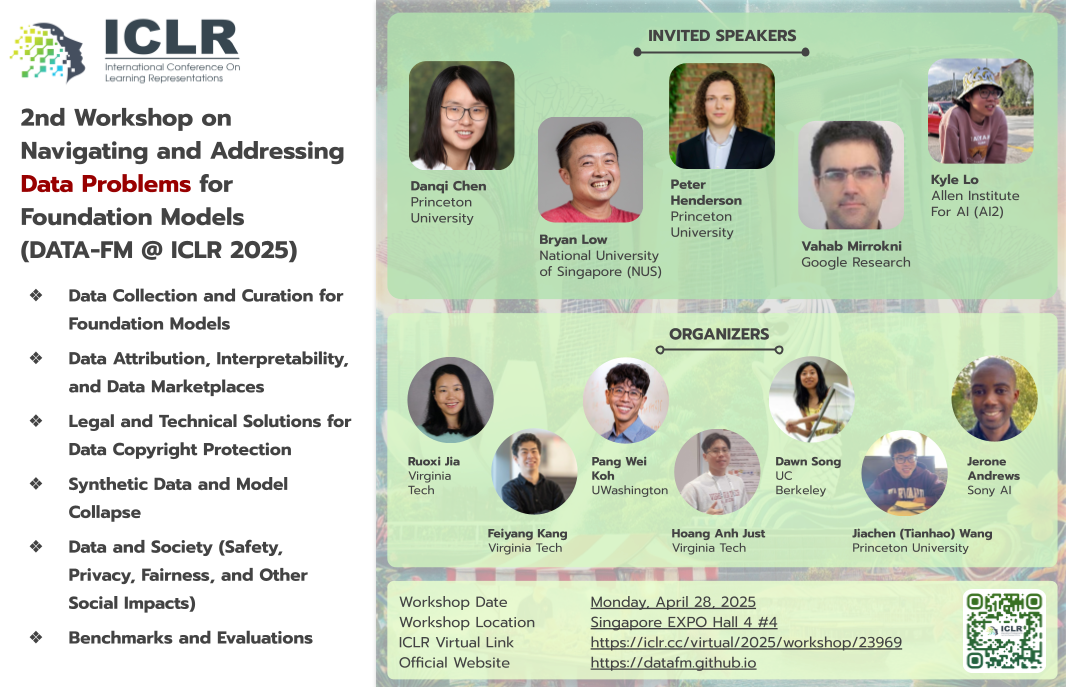 ICLR
International Conference On
Learning Representations
2nd Workshop on
Navigating and Addressing
Data Problems for
Foundation Models
(DATA-FM @ ICLR 2025)
❖ Data Collection and Curation for
Foundation Models
❖ Data Attribution, Interpretability,
and Data Marketplaces
❖ Legal and Technical Solutions for
Data Copyright Protection
❖ Synthetic Data and Model
Collapse
❖ Data and Society (Safety,
Privacy, Fairness, and Other
Social Impacts)
❖ Benchmarks and Evaluations
INVITED SPEAKERS
Danqi Chen
Princeton
University
Bryan Low
National University
of Singapore (NUS)
Peter
Henderson
Princeton
University
Vahab Mirrokni
Google Research
Kyle Lo
Allen Institute
For AI (AI2)
ORGANIZERS
Ruoxi Jia
Virginia
Tech
Feiyang Kang
Virginia Tech
Pang Wei
Koh
UWashington
Hoang Anh Just
Virginia Tech
Dawn Song
UC
Berkeley
Jiachen (Tianhao) Wang
Princeton University
Jerone
Andrews
Sony AI
Workshop Date Monday, April 28, 2025
Workshop Location Singapore EXPO Hall 4 #4
ICLR Virtual Link https://iclr.cc/virtual/2025/workshop/23969
Official Website https://datafm.github.io
ICLR